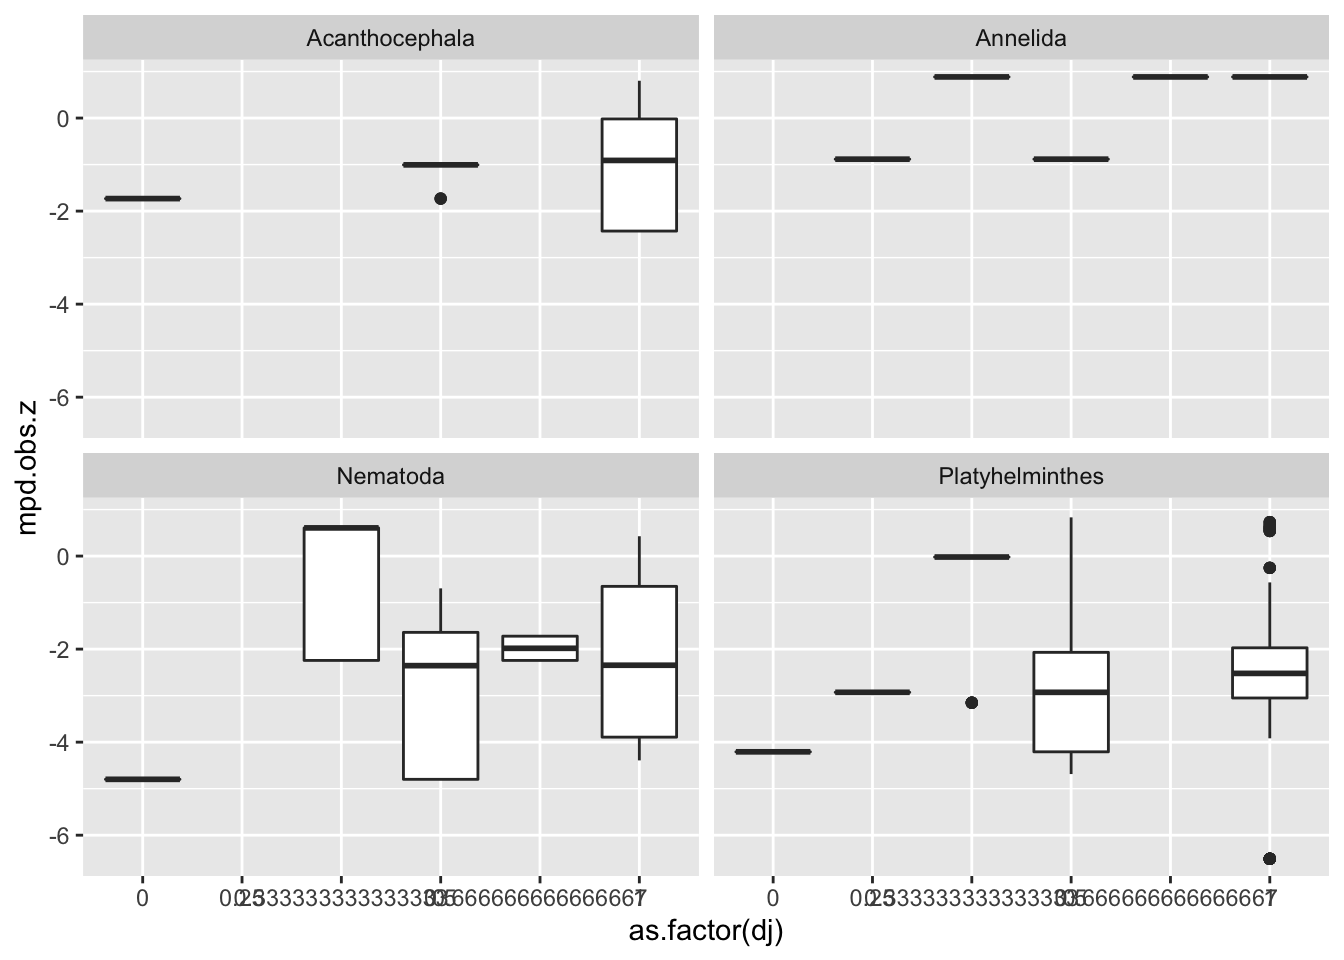 Acanthocephala
Annelida
0
-2
-4
-6
Nematoda
Platyhelminthes
0
-2
-4
-6
0
1
0
1
as.factor(dj)
mpd.obs.z